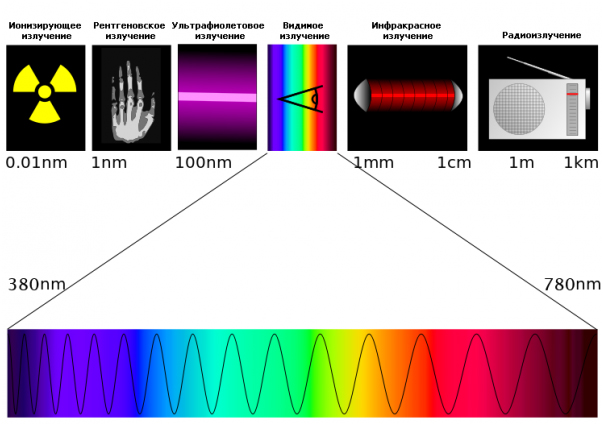 Ионизирующее
излучение
Рентгеновское
излучение
Ультрафиолетовое
излучение
Видимое
излучение
Инфракрасное
излучение
Радиоизлучение
0.01nm
1nm
100nm
1mm
1cm
1m
1km
380nm
780nm